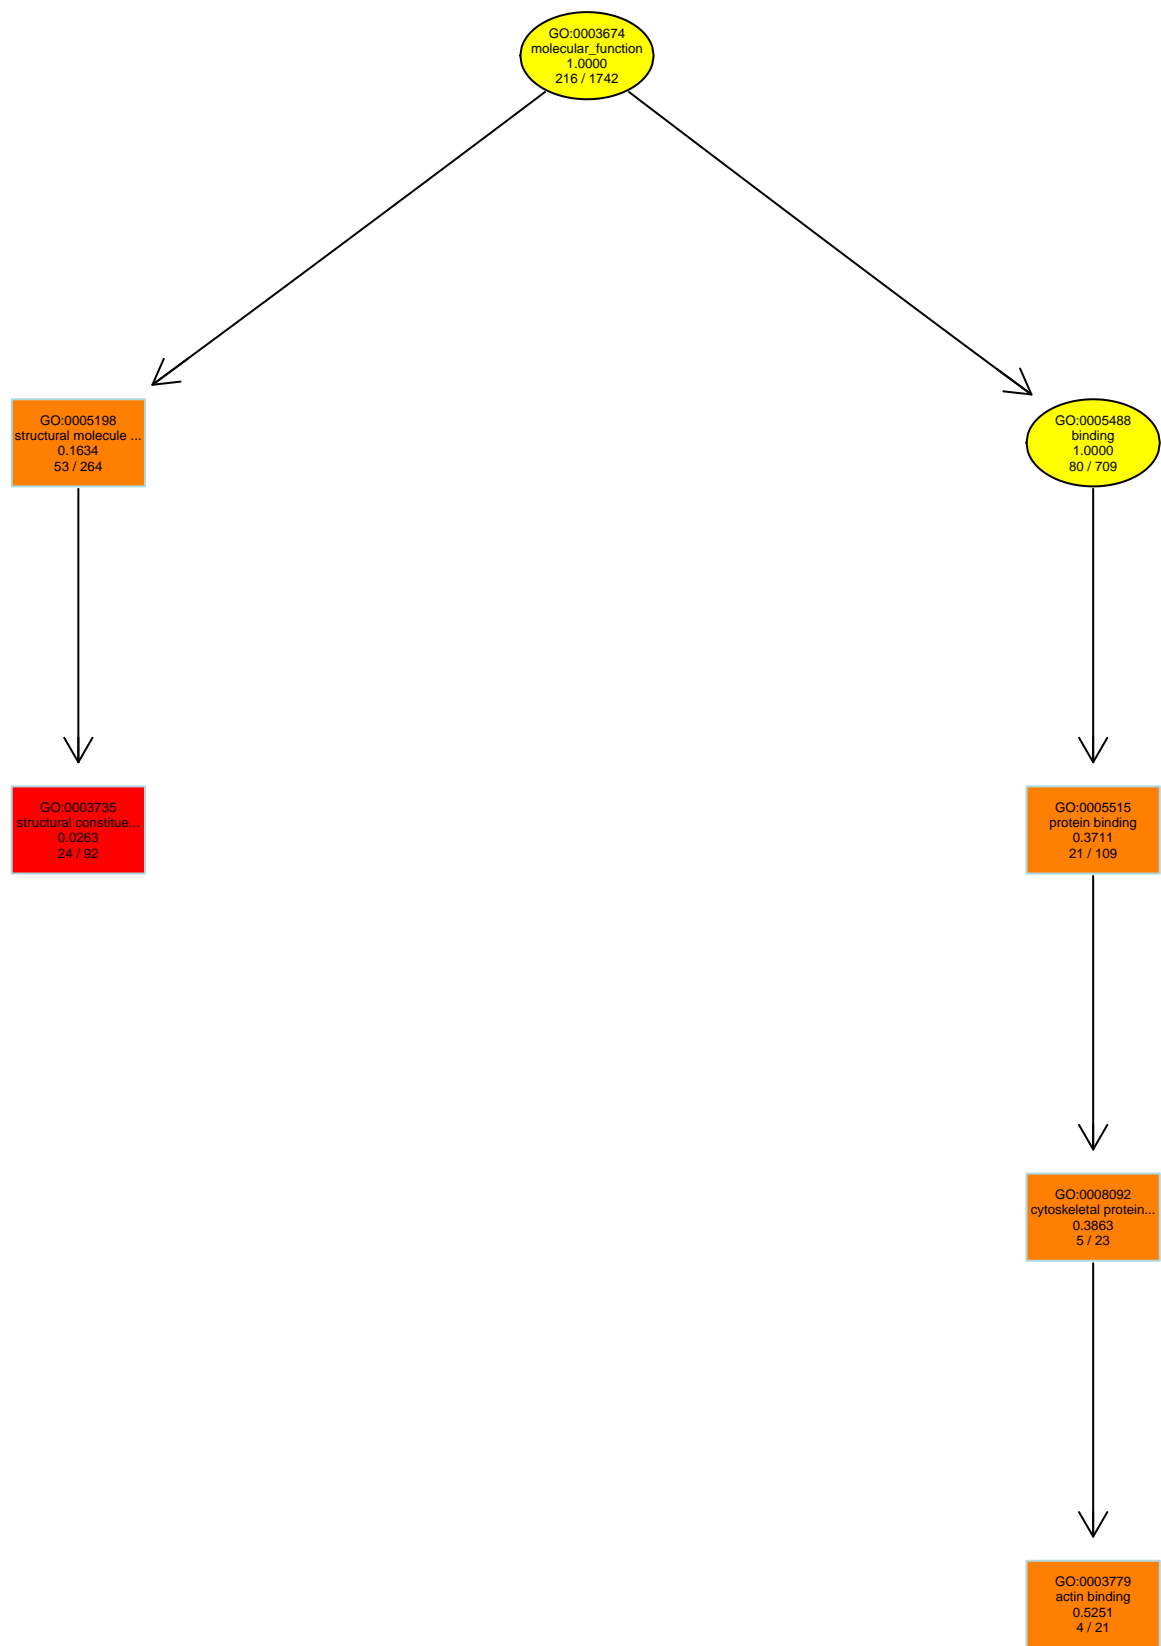 GO:0003674
molecular_function
1.0000
216 / 1742
GO:0005198
structural molecule ...
0.1634
53 / 264
GO:0005488
binding
1.0000
80 / 709
GO:0003735
structural constitue...
0.0263
24 / 92
GO:0005515
protein binding
0.3711
21 / 109
GO:0008092
cytoskeletal protein...
0.3863
5 / 23
GO:0003779
actin binding
0.5251
4 / 21